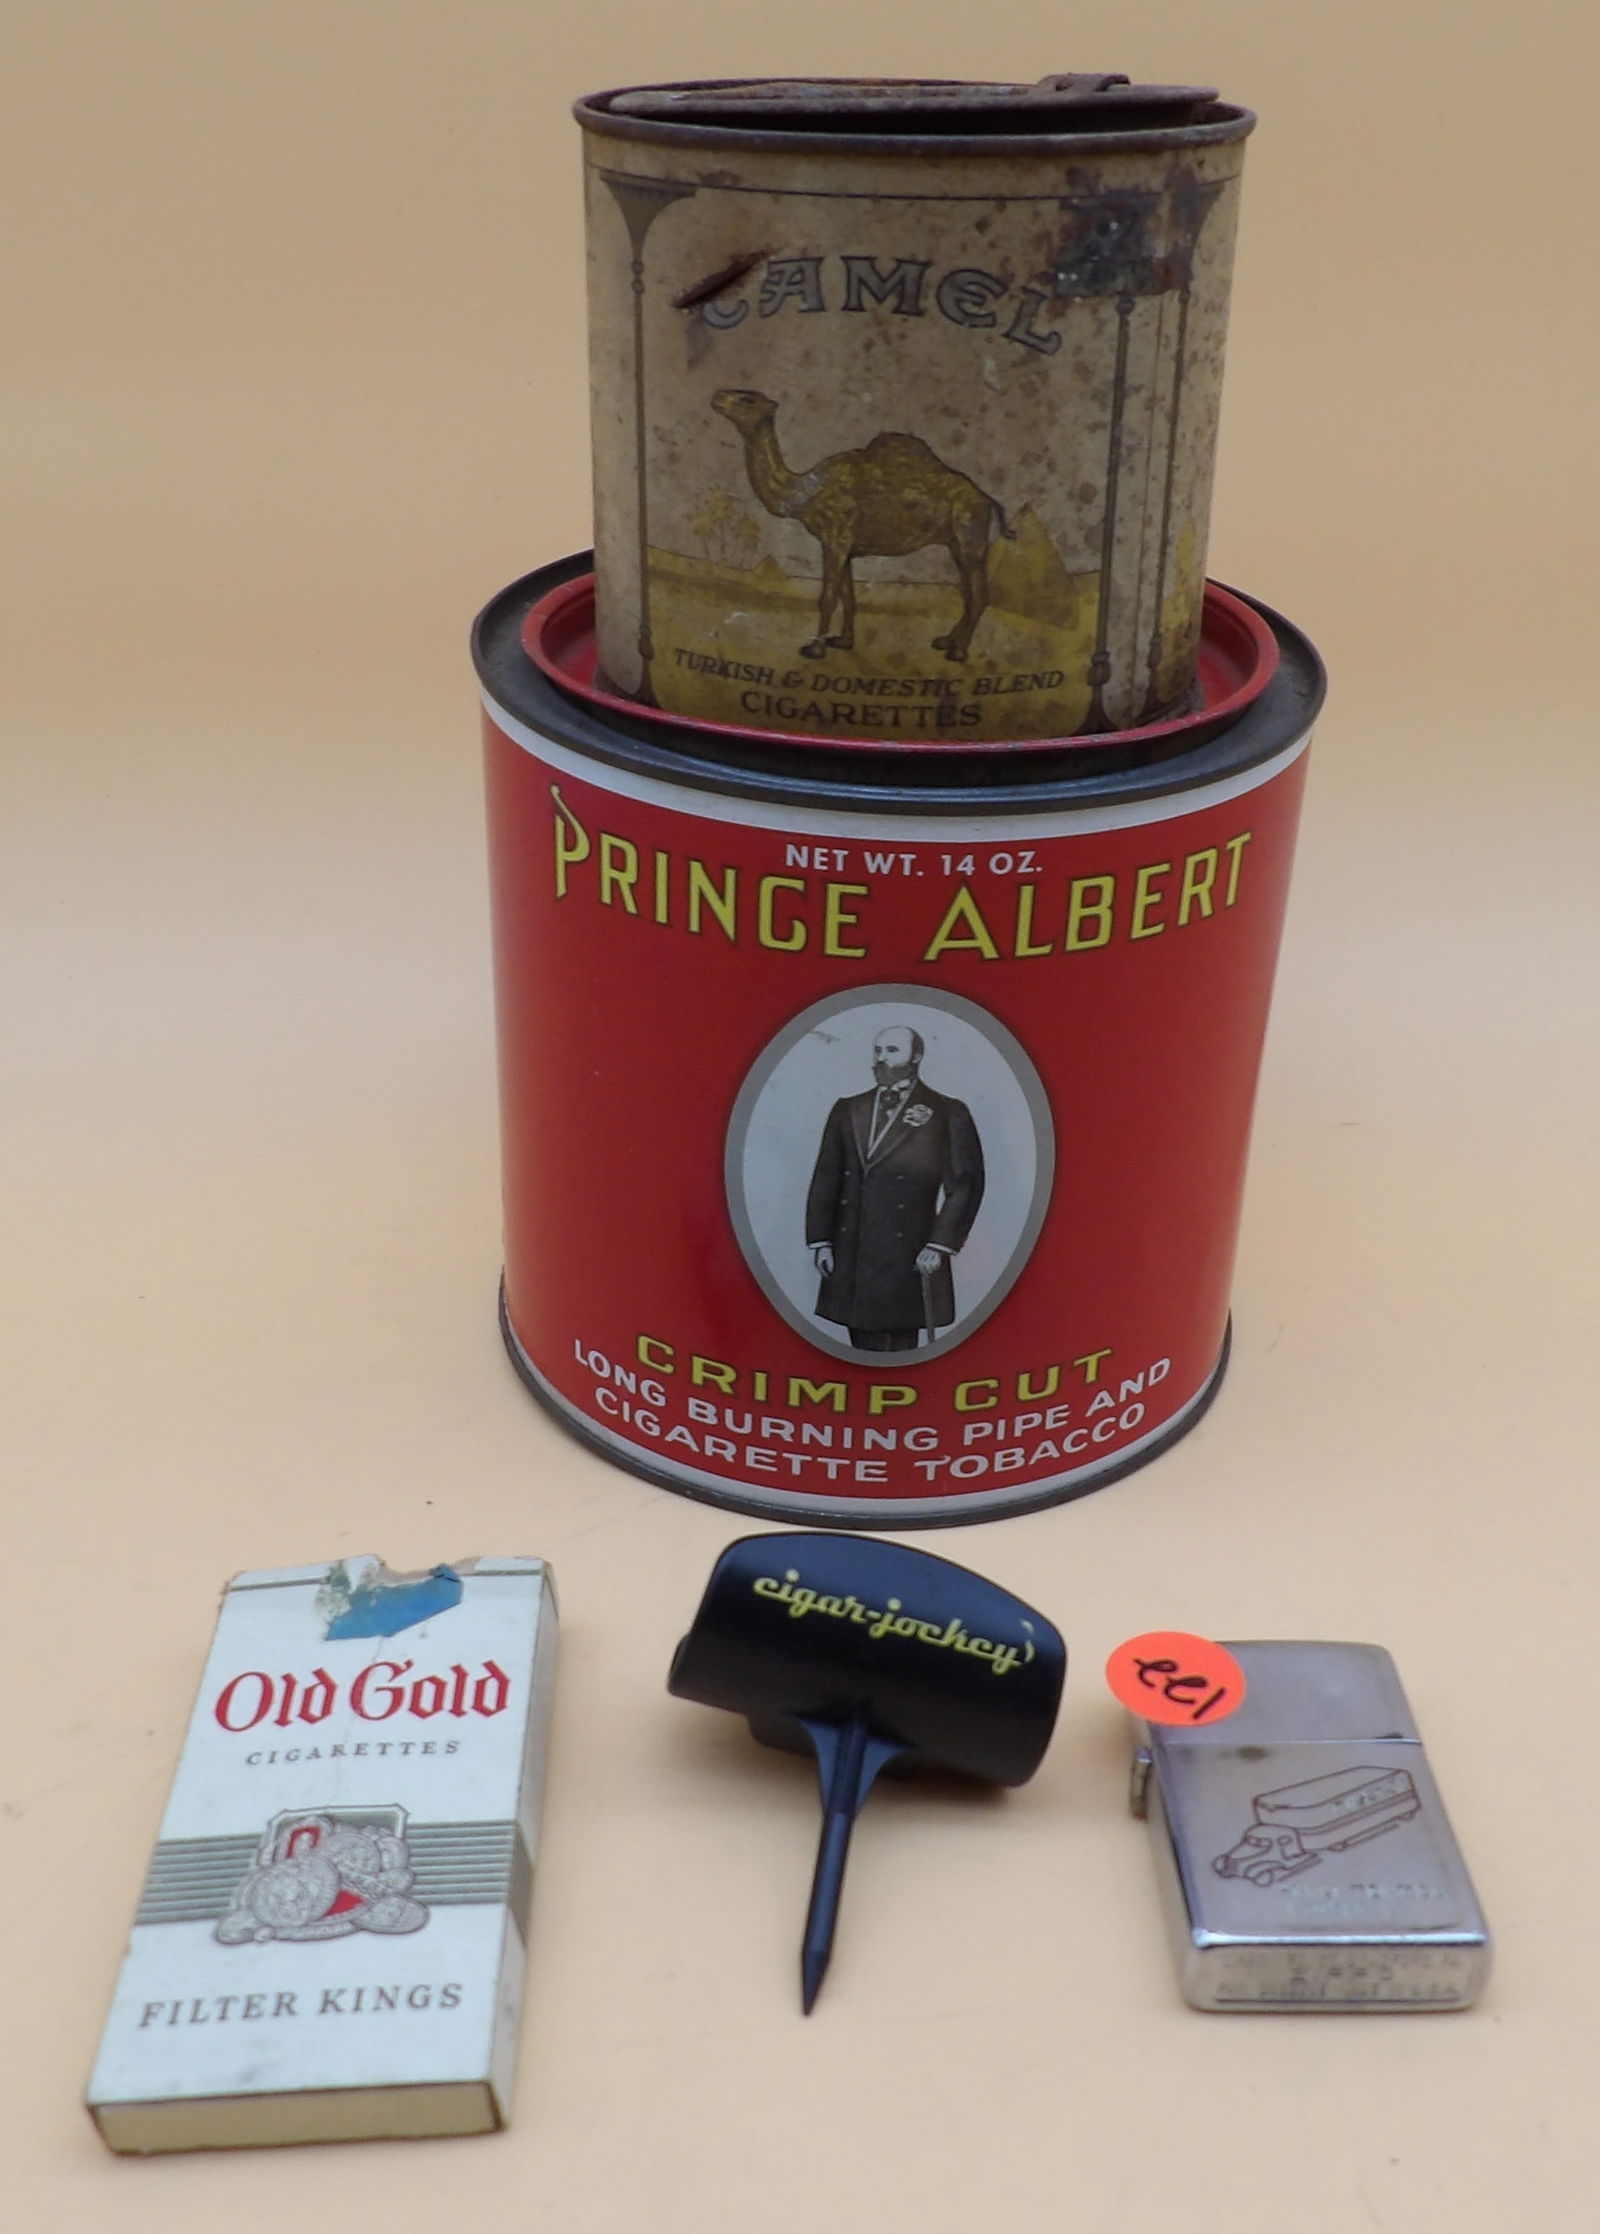 CAMEL
TURKISH & DOMESTIC BLEND
CIGARETTES
NET WT. 14 OZ.
PRINCE ALBERT
CRIMP CUT
LONG BURNING PIPE AND
CIGARETTE TOBACCO
cigar-jockey
Old Gold
CIGARETTES
FILTER KINGS